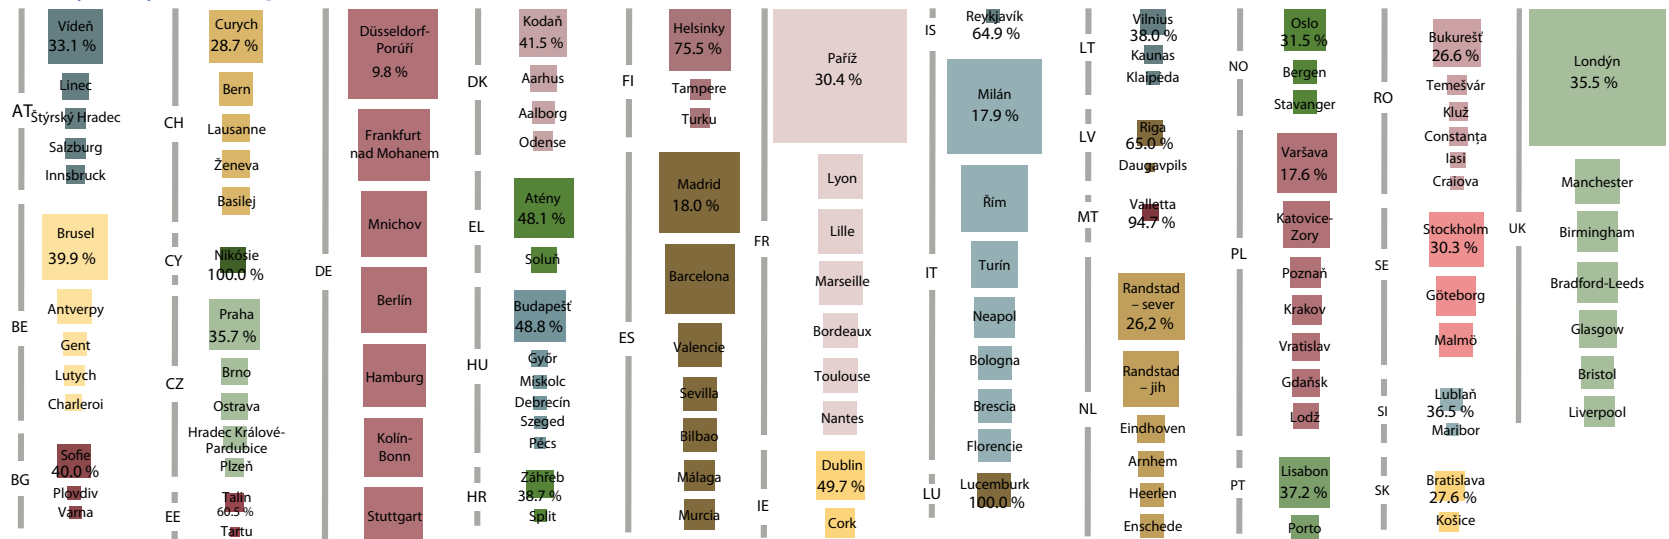 AT
Vídeň
33.1 %
Linec
Štýrský Hradec
Salzburg
Innsbruck
BE
Brusel
39.9 %
Antverpy
Gent
Lutych
Charleroi
BG
Sofie
40.0 %
Plovdiv
Varna
CH
Curych
28.7 %
Bern
Lausanne
Ženeva
Basilej
CY
Nikósie
100.0 %
CZ
Praha
35.7 %
Brno
Ostrava
Hradec Králové-
Pardubice
Plzeň
EE
Talin
60.5 %
Tartu
DE
Düsseldorf-
Porúří
9.8 %
Frankfurt
nad Mohanem
Mnichov
Berlín
Hamburg
Kolín-
Bonn
Stuttgart
DK
Kodaň
41.5 %
Aarhus
Aalborg
Odense
EL
Atény
48.1 %
Soluň
HU
Budapešť
48.8 %
Győr
Miskolc
Debrecín
Szeged
Pécs
HR
Záhřeb
38.7 %
Split
FI
Helsinky
75.5 %
Tampere
Turku
ES
Madrid
18.0 %
Barcelona
Valencie
Sevilla
Bilbao
Málaga
Murcia
FR
Paříž
30.4 %
Lyon
Lille
Marseille
Bordeaux
Toulouse
Nantes
IE
Dublin
49.7 %
Cork
IS
Reykjavík
64.9 %
IT
Milán
17.9 %
Řím
Turín
Neapol
Bologna
Brescia
Florencie
LU
Lucemburk
100.0 %
LT
Vilnius
38.0 %
Kaunas
Klaipėda
LV
Riga
65.0 %
Daugavpils
MT
Valletta
94.7 %
NL
Randstad
– sever
26,2 %
Randstad
– jih
Eindhoven
Arnhem
Heerlen
Enschede
NO
Oslo
31.5 %
Bergen
Stavanger
PL
Varšava
17.6 %
Katovice-
Zory
Poznaň
Krakov
Vratislav
Gdaňsk
Lodž
PT
Lisabon
37.2 %
Porto
RO
Bukurešť
26.6 %
Temešvár
Kluž
Constanța
Iasi
Craiova
SE
Stockholm
30.3 %
Göteborg
Malmö
SI
Lublaň
36.5 %
Maribor
SK
Bratislava
27.6 %
Košice
UK
Londýn
35.5 %
Manchester
Birmingham
Bradford-Leeds
Glasgow
Bristol
Liverpool